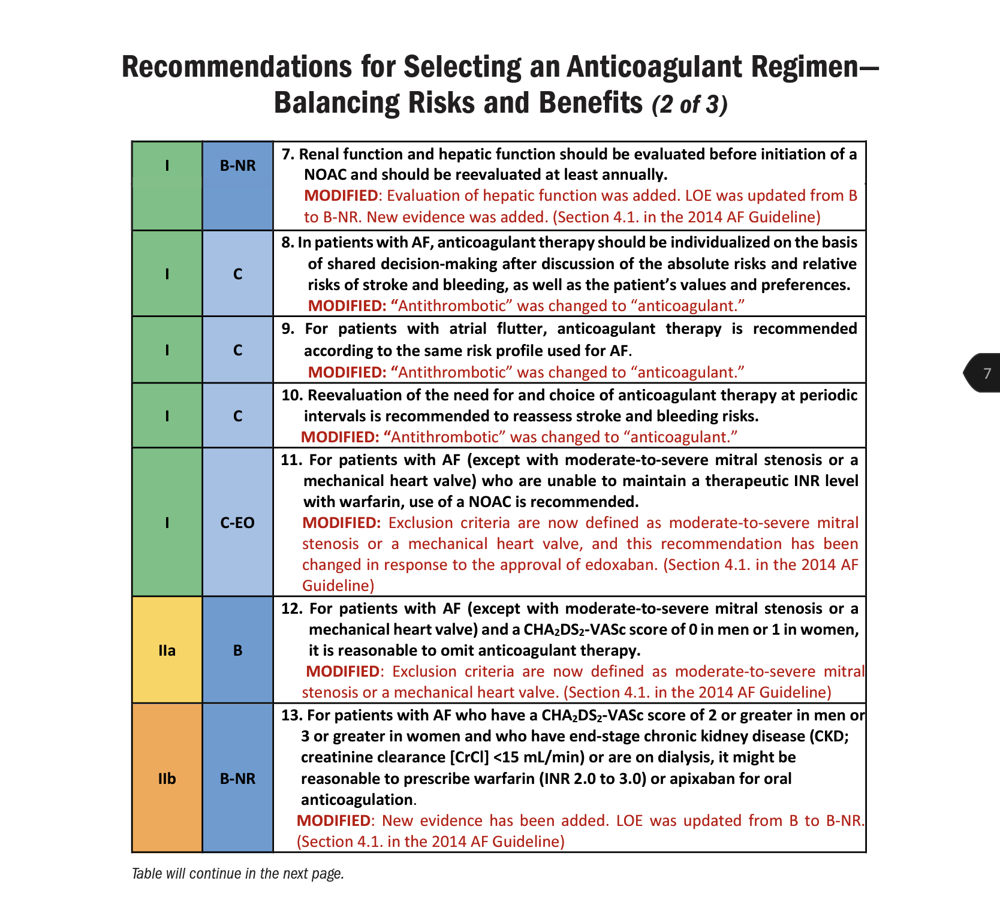 Recommendations for Selecting an Anticoagulant Regimen—
Balancing Risks and Benefits (2 of 3)
I
B-NR
7. Renal function and hepatic function should be evaluated before initiation of a
NOAC and should be reevaluated at least annually.
MODIFIED: Evaluation of hepatic function was added. LOE was updated from B
to B-NR. New evidence was added. (Section 4.1. in the 2014 AF Guideline)
I
C
8. In patients with AF, anticoagulant therapy should be individualized on the basis
of shared decision-making after discussion of the absolute risks and relative
risks of stroke and bleeding, as well as the patient’s values and preferences.
MODIFIED: “Antithrombotic” was changed to “anticoagulant.”
I
C
9. For patients with atrial flutter, anticoagulant therapy is recommended
according to the same risk profile used for AF.
MODIFIED: “Antithrombotic” was changed to “anticoagulant.”
I
C
10. Reevaluation of the need for and choice of anticoagulant therapy at periodic
intervals is recommended to reassess stroke and bleeding risks.
MODIFIED: “Antithrombotic” was changed to “anticoagulant.”
I
C-EO
11. For patients with AF (except with moderate-to-severe mitral stenosis or a
mechanical heart valve) who are unable to maintain a therapeutic INR level
with warfarin, use of a NOAC is recommended.
MODIFIED: Exclusion criteria are now defined as moderate-to-severe mitral
stenosis or a mechanical heart valve, and this recommendation has been
changed in response to the approval of edoxaban. (Section 4.1. in the 2014 AF
Guideline)
IIa
B
12. For patients with AF (except with moderate-to-severe mitral stenosis or a
mechanical heart valve) and a CHA₂DS₂-VASc score of 0 in men or 1 in women,
it is reasonable to omit anticoagulant therapy.
MODIFIED: Exclusion criteria are now defined as moderate-to-severe mitral
stenosis or a mechanical heart valve. (Section 4.1. in the 2014 AF Guideline)
IIb
B-NR
13. For patients with AF who have a CHA₂DS₂-VASc score of 2 or greater in men or
3 or greater in women and who have end-stage chronic kidney disease (CKD;
creatinine clearance [CrCl] <15 mL/min) or are on dialysis, it might be
reasonable to prescribe warfarin (INR 2.0 to 3.0) or apixaban for oral
anticoagulation.
MODIFIED: New evidence has been added. LOE was updated from B to B-NR.
(Section 4.1. in the 2014 AF Guideline)
Table will continue in the next page.
7